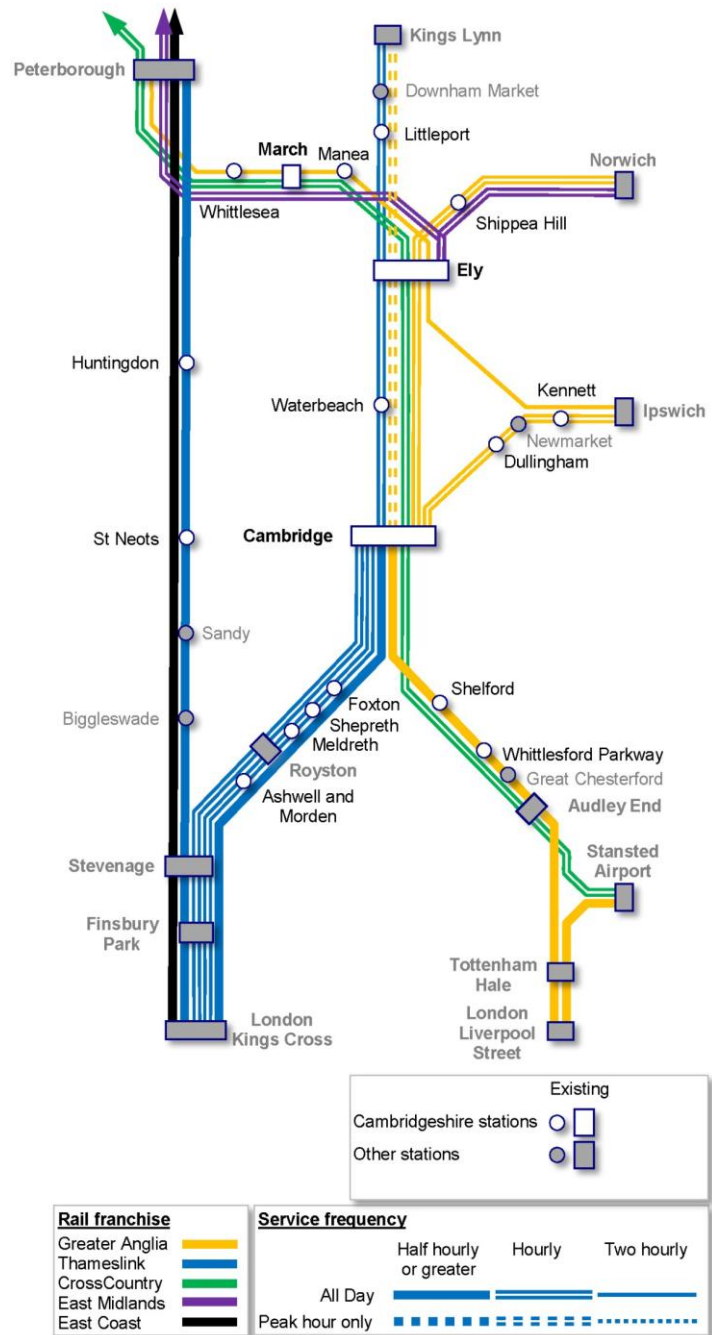 Kings Lynn
Peterborough
Downham Market
Littleport
March
Manea
Norwich
Whittlesea
Shippea Hill
Ely
Huntingdon
Kennett
Waterbeach
Ipswich
Newmarket
Dullingham
St Neots
Cambridge
Sandy
Shelford
Foxton
Biggleswade
Shepreth
Meldreth
Whittlesford Parkway
Royston
Great Chesterford
Ashwell and
Morden
Audley End
Stevenage
Stansted
Airport
Finsbury
Park
Tottenham
Hale
London
Kings Cross
London
Liverpool
Street
Existing
Cambridgeshire stations
Other stations
Rail franchise
Greater Anglia
Thameslink
CrossCountry
East Midlands
East Coast
Service frequency
Half hourly
or greater
Hourly
Two hourly
All Day
Peak hour only